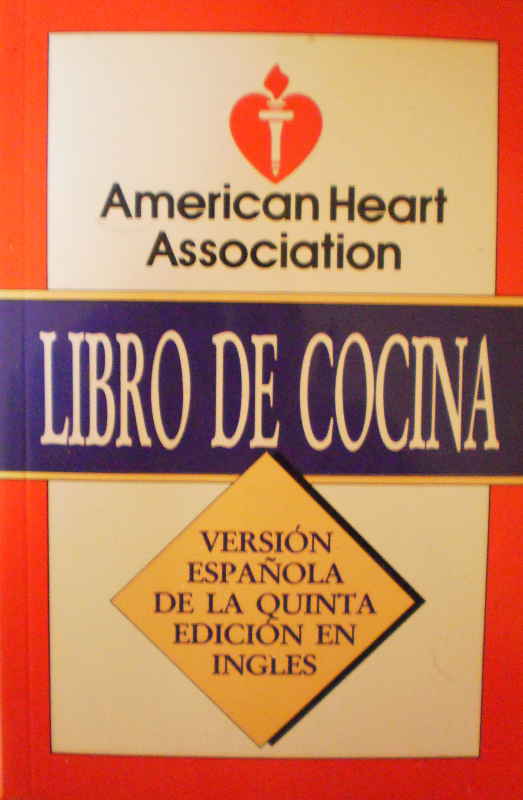 American Heart
Association
LIBRO DE COCINA
VERSIÓN
ESPAÑOLA
DE LA QUINTA
EDICIÓN EN
INGLES